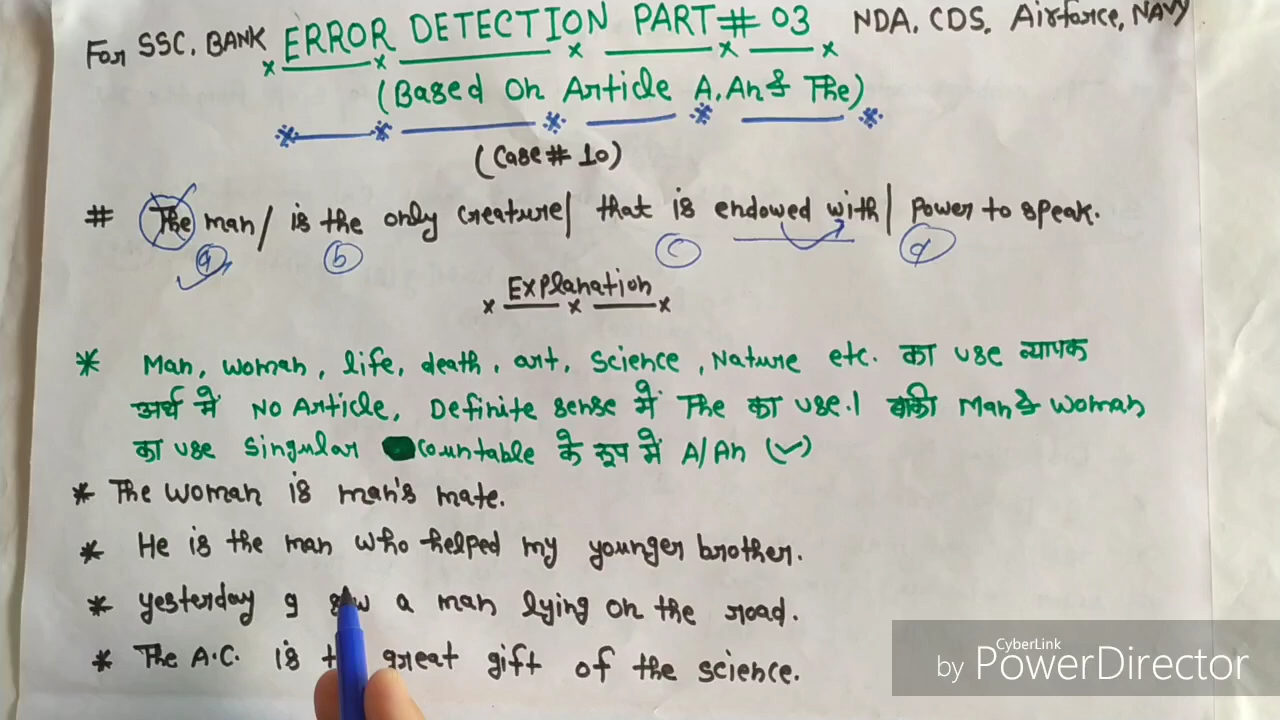 For SSC, BANK ERROR DETECTION PART# 03 NDA, CDS, Airforce, NAVY
(Based On Article A, An & The)
(Case # 10)
# The man/ is the only creature/ that is endowed with/ power to speak.
a b c d
Explanation
* Man, woman, life, death, art, Science, Nature etc. का use व्यापक
अर्थ में No Article, Definite sense में The का use.। बाकी Man & woman
का use Singular Countable के रूप में A/An (✓)
* The woman is man's mate.
* He is the man who helped my younger brother.
* yesterday I saw a man lying on the road.
* The A.C. is great gift of the science.
CyberLink
by PowerDirector